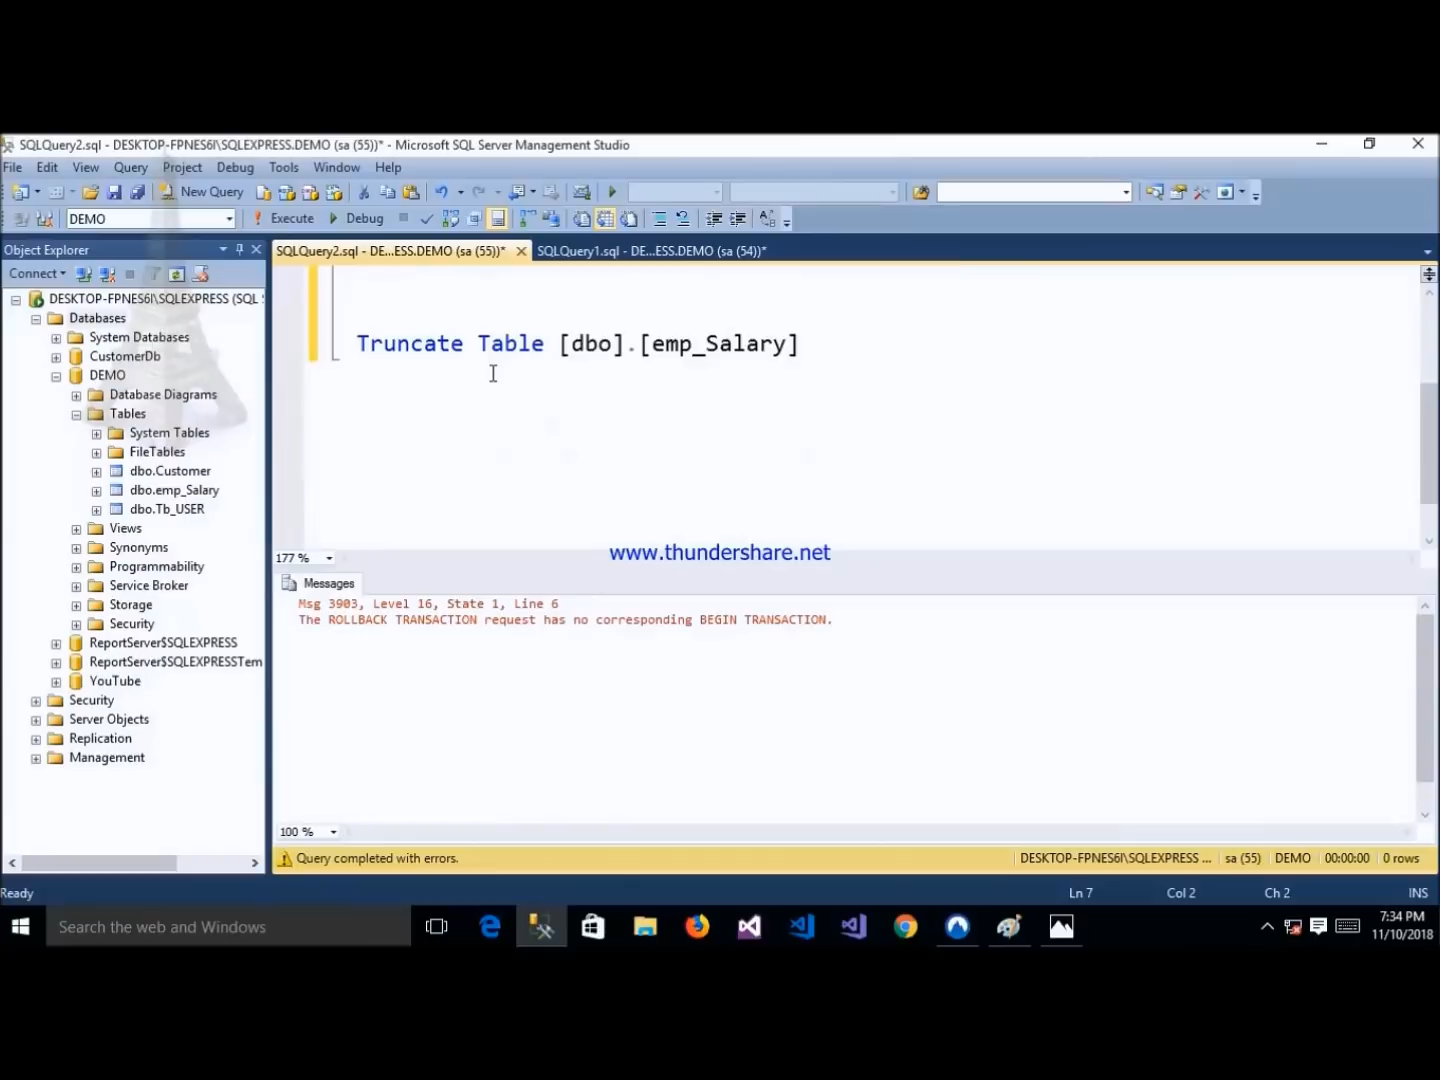 SQLQuery2.sql - DESKTOP-FPNES6I\SQLEXPRESS.DEMO (sa (55))* - Microsoft SQL Server Management Studio
File Edit View Query Project Debug Tools Window Help
New Query
DEMO Execute Debug
Object Explorer
SQLQuery2.sql - DE...ESS.DEMO (sa (55))* SQLQuery1.sql - DE...ESS.DEMO (sa (54))*
Connect
DESKTOP-FPNES6I\SQLEXPRESS (SQL S
Databases
System Databases
CustomerDb
DEMO
Database Diagrams
Tables
System Tables
FileTables
dbo.Customer
dbo.emp_Salary
dbo.Tb_USER
Views
Synonyms
Programmability
Service Broker
Storage
Security
ReportServer$SQLEXPRESS
ReportServer$SQLEXPRESSTem
YouTube
Security
Server Objects
Replication
Management
Truncate Table [dbo].[emp_Salary]
177 %
www.thundershare.net
Messages
Msg 3903, Level 16, State 1, Line 6
The ROLLBACK TRANSACTION request has no corresponding BEGIN TRANSACTION.
100 %
Query completed with errors. DESKTOP-FPNES6I\SQLEXPRESS ... sa (55) DEMO 00:00:00 0 rows
Ready Ln 7 Col 2 Ch 2 INS
Search the web and Windows
7:34 PM
11/10/2018